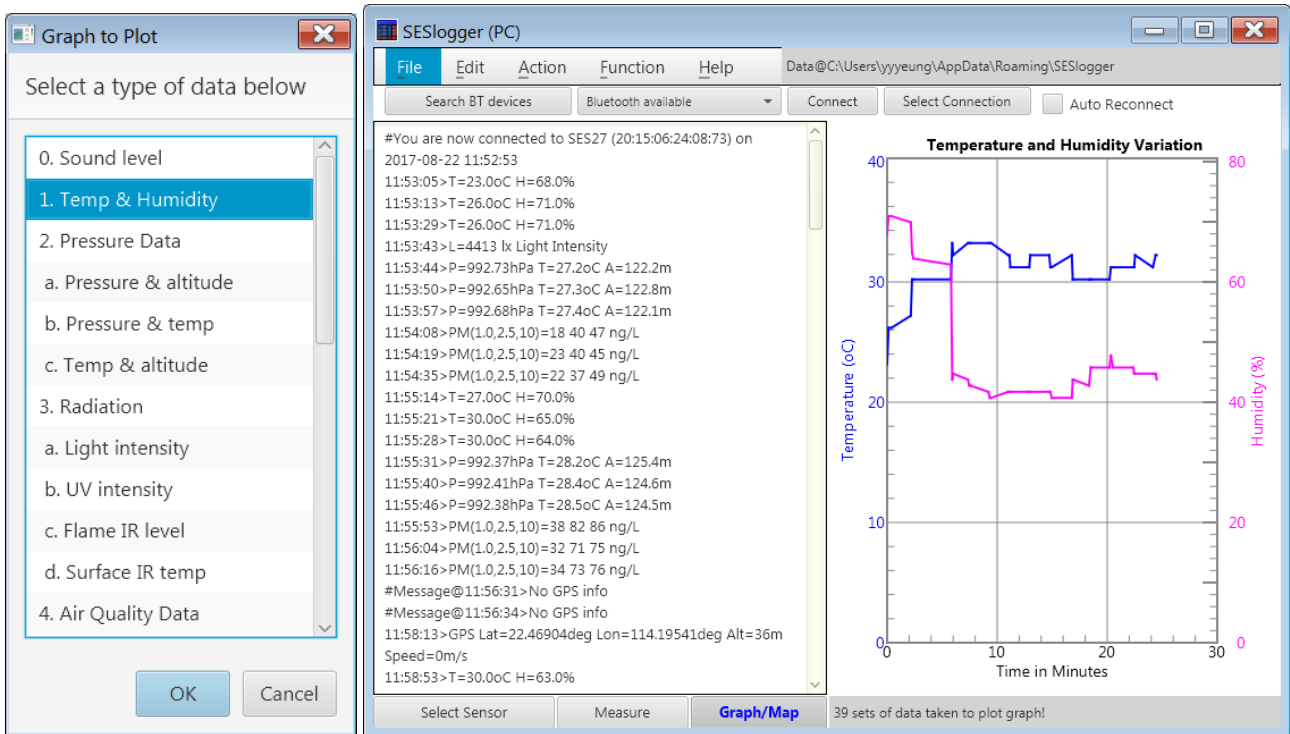 Graph to Plot
Select a type of data below
0. Sound level
1. Temp & Humidity
2. Pressure Data
a. Pressure & altitude
b. Pressure & temp
c. Temp & altitude
3. Radiation
a. Light intensity
b. UV intensity
c. Flame IR level
d. Surface IR temp
4. Air Quality Data
OK
Cancel
SESlogger (PC)
File Edit Action Function Help
Data@C:\Users\yyyeung\AppData\Roaming\SESlogger
Search BT devices
Bluetooth available
Connect
Select Connection
Auto Reconnect
#You are now connected to SES27 (20:15:06:24:08:73) on
2017-08-22 11:52:53
11:53:05>T=23.0oC H=68.0%
11:53:13>T=26.0oC H=71.0%
11:53:29>T=26.0oC H=71.0%
11:53:43>L=4413 lx Light Intensity
11:53:44>P=992.73hPa T=27.2oC A=122.2m
11:53:50>P=992.65hPa T=27.3oC A=122.8m
11:53:57>P=992.68hPa T=27.4oC A=122.1m
11:54:08>PM(1.0,2.5,10)=18 40 47 ng/L
11:54:19>PM(1.0,2.5,10)=23 40 45 ng/L
11:54:35>PM(1.0,2.5,10)=22 37 49 ng/L
11:55:14>T=27.0oC H=70.0%
11:55:21>T=30.0oC H=65.0%
11:55:28>T=30.0oC H=64.0%
11:55:31>P=992.37hPa T=28.2oC A=125.4m
11:55:40>P=992.41hPa T=28.4oC A=124.6m
11:55:46>P=992.38hPa T=28.5oC A=124.5m
11:55:53>PM(1.0,2.5,10)=38 82 86 ng/L
11:56:04>PM(1.0,2.5,10)=32 71 75 ng/L
11:56:16>PM(1.0,2.5,10)=34 73 76 ng/L
#Message@11:56:31>No GPS info
#Message@11:56:34>No GPS info
11:58:13>GPS Lat=22.46904deg Lon=114.19541deg Alt=36m
Speed=0m/s
11:58:53>T=30.0oC H=63.0%
Temperature and Humidity Variation
40
30
20
10
0
Temperature (oC)
80
60
40
20
0
Humidity (%)
0 10 20 30
Time in Minutes
Select Sensor
Measure
Graph/Map
39 sets of data taken to plot graph!